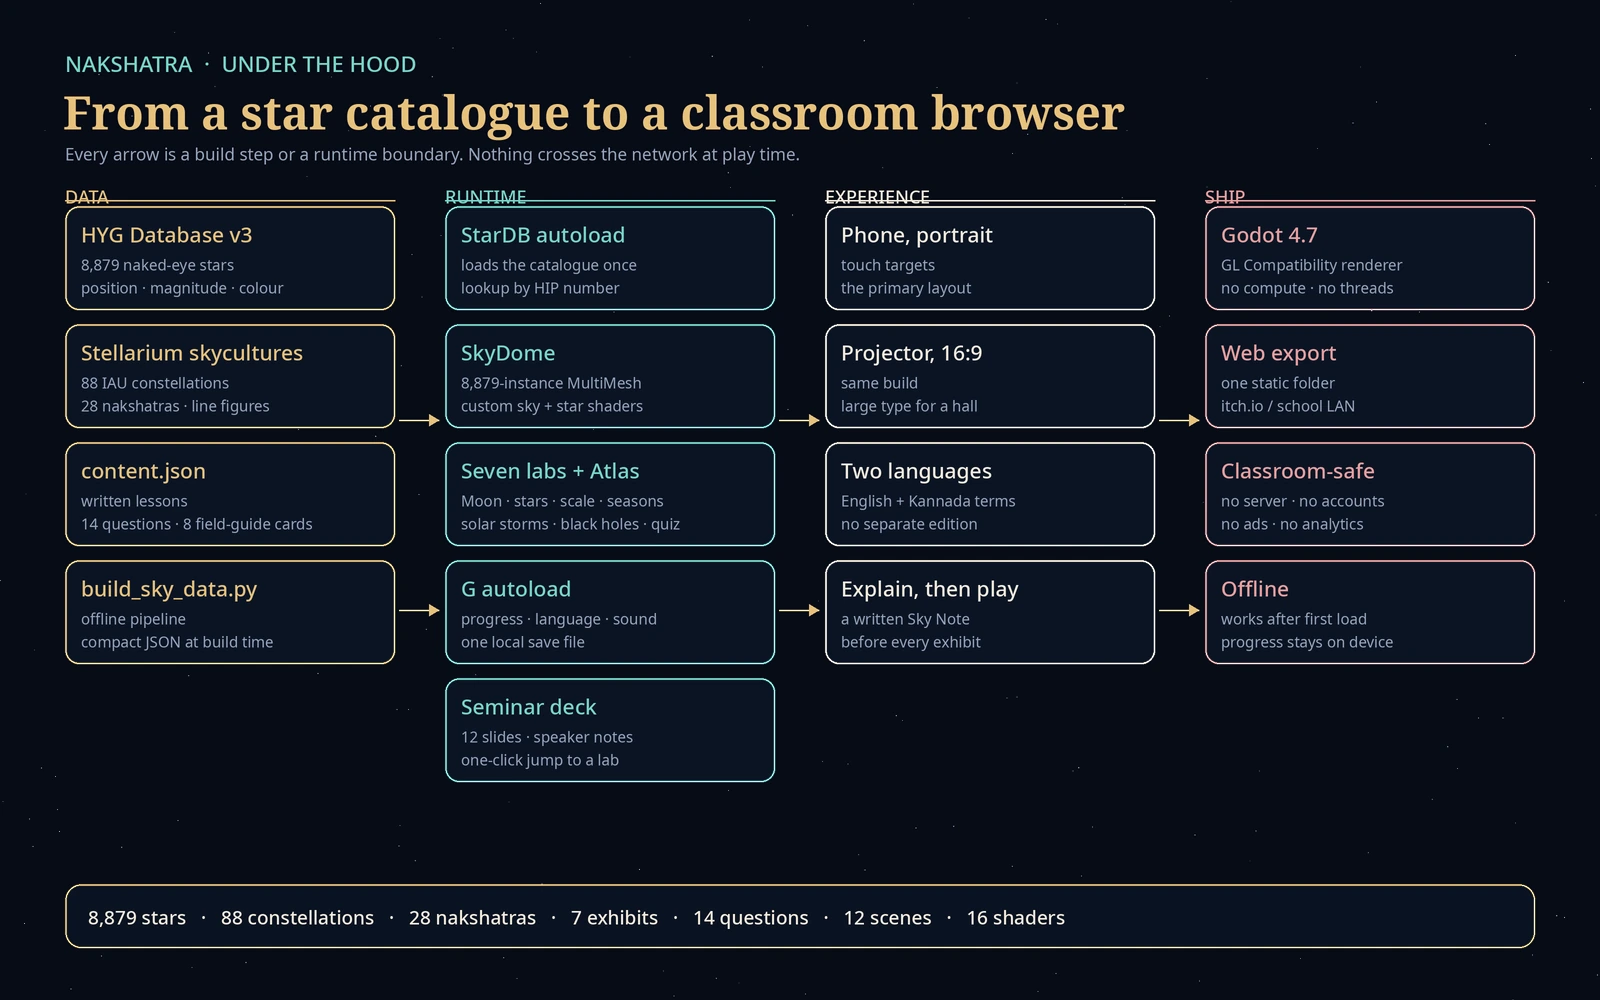 NAKSHATRA · UNDER THE HOOD
From a star catalogue to a classroom browser
Every arrow is a build step or a runtime boundary. Nothing crosses the network at play time.
DATA
HYG Database v3
8,879 naked-eye stars
position · magnitude · colour
Stellarium skycultures
88 IAU constellations
28 nakshatras · line figures
content.json
written lessons
14 questions · 8 field-guide cards
build_sky_data.py
offline pipeline
compact JSON at build time
RUNTIME
StarDB autoload
loads the catalogue once
lookup by HIP number
SkyDome
8,879-instance MultiMesh
custom sky + star shaders
Seven labs + Atlas
Moon · stars · scale · seasons
solar storms · black holes · quiz
G autoload
progress · language · sound
one local save file
Seminar deck
12 slides · speaker notes
one-click jump to a lab
EXPERIENCE
Phone, portrait
touch targets
the primary layout
Projector, 16:9
same build
large type for a hall
Two languages
English + Kannada terms
no separate edition
Explain, then play
a written Sky Note
before every exhibit
SHIP
Godot 4.7
GL Compatibility renderer
no compute · no threads
Web export
one static folder
itch.io / school LAN
Classroom-safe
no server · no accounts
no ads · no analytics
Offline
works after first load
progress stays on device
8,879 stars · 88 constellations · 28 nakshatras · 7 exhibits · 14 questions · 12 scenes · 16 shaders